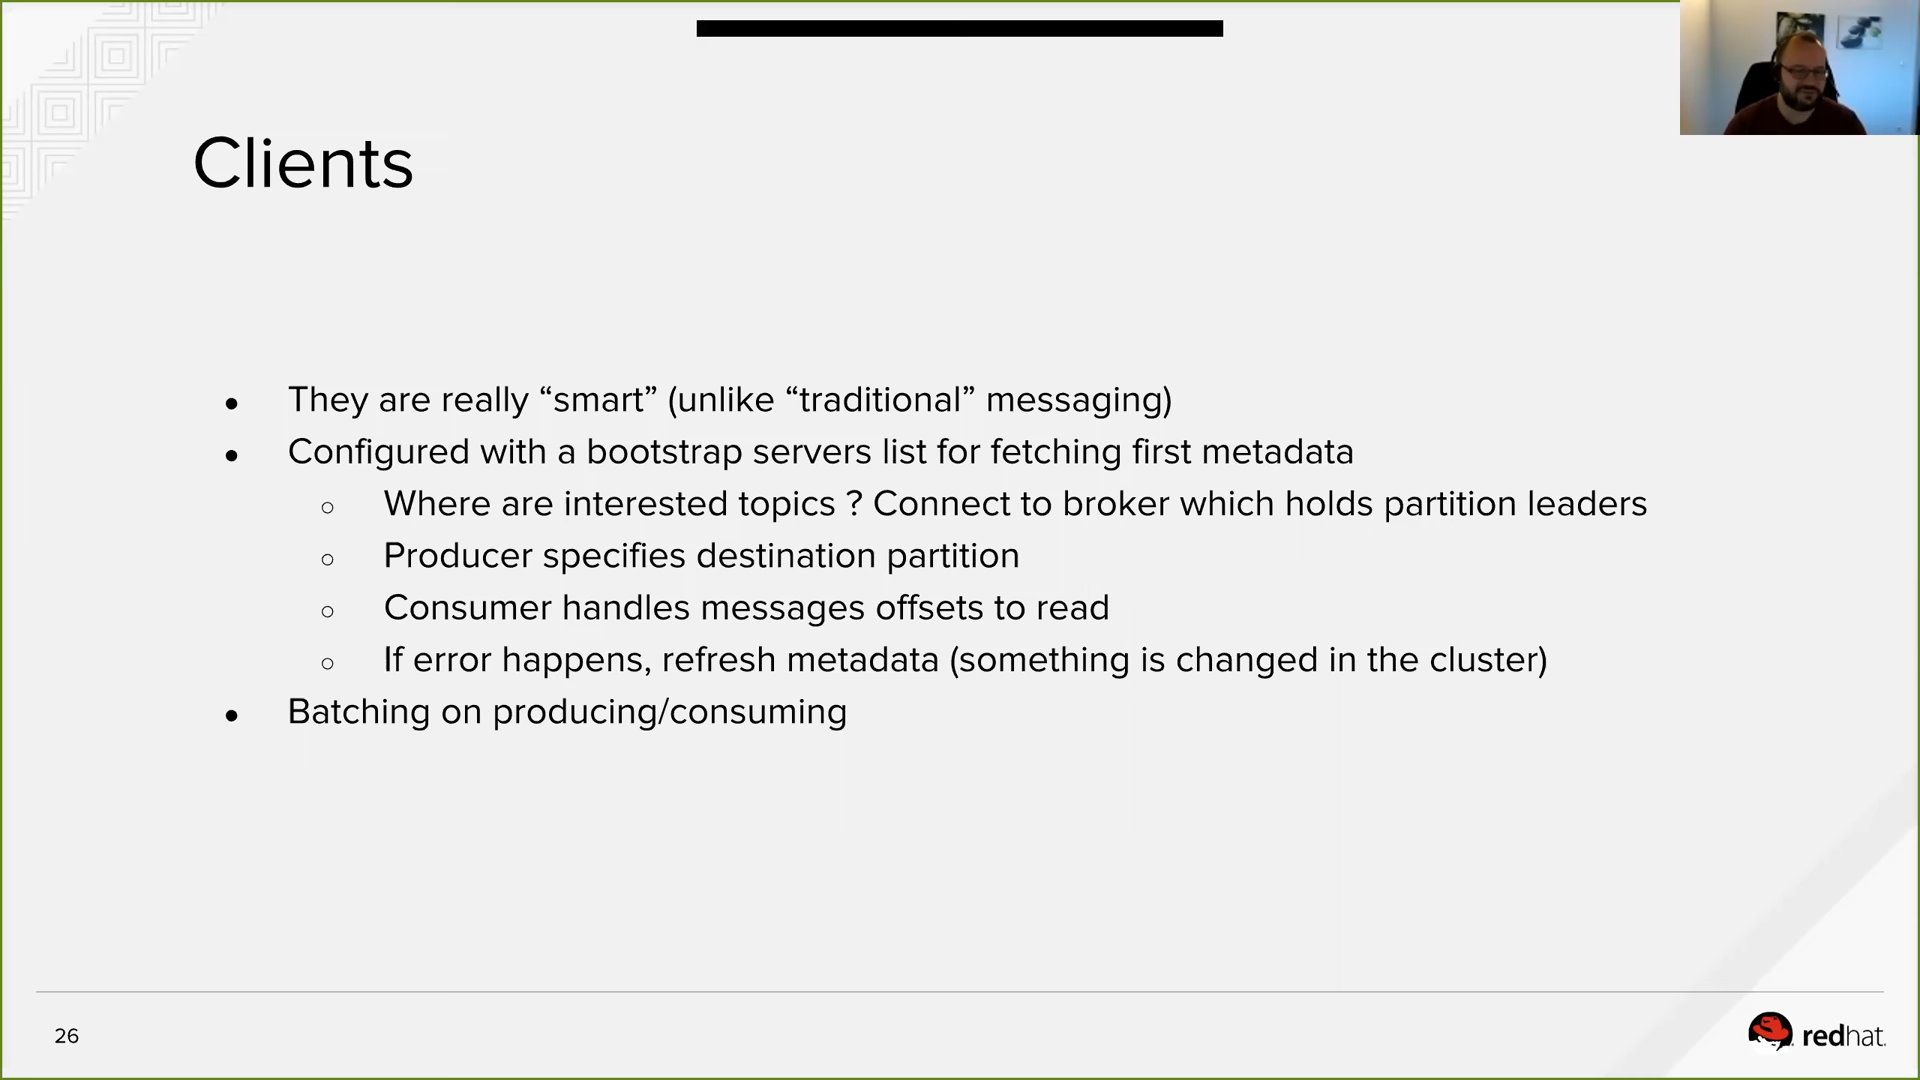 Clients
● They are really “smart” (unlike “traditional” messaging)
● Configured with a bootstrap servers list for fetching first metadata
○ Where are interested topics ? Connect to broker which holds partition leaders
○ Producer specifies destination partition
○ Consumer handles messages offsets to read
○ If error happens, refresh metadata (something is changed in the cluster)
● Batching on producing/consuming
26
redhat.